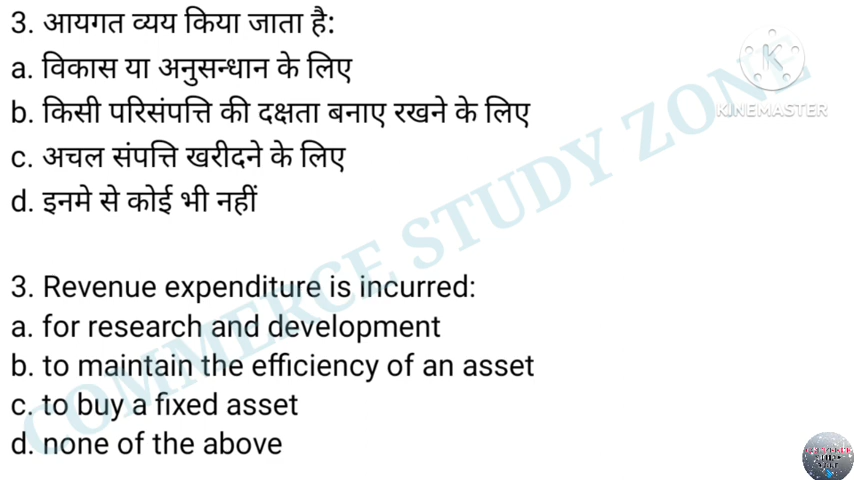 3. आयगत व्यय किया जाता है:
a. विकास या अनुसन्धान के लिए
b. किसी परिसंपत्ति की दक्षता बनाए रखने के लिए
c. अचल संपत्ति खरीदने के लिए
d. इनमे से कोई भी नहीं
3. Revenue expenditure is incurred:
a. for research and development
b. to maintain the efficiency of an asset
c. to buy a fixed asset
d. none of the above
COMMERCE STUDY ZONE
K
KINEMASTER